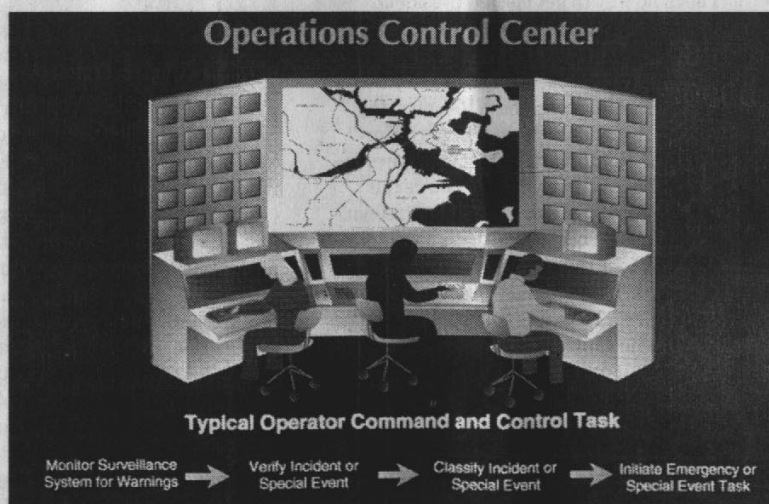 Operations Control Center
Typical Operator Command and Control Task
Monitor Surveillance
System for Warnings
Verify Incident or
Special Event
Classify Incident or
Special Event
Initiate Emergency or
Special Event Task